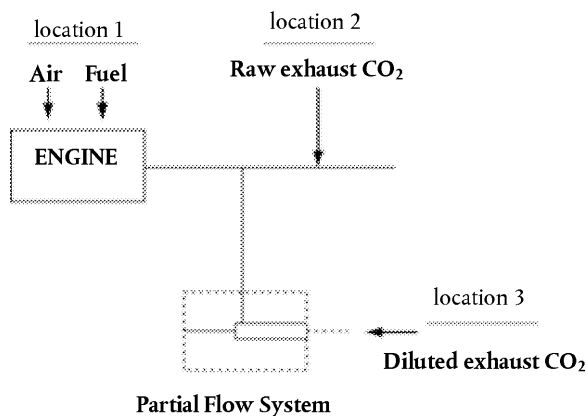 location 1
location 2
Air Fuel
Raw exhaust CO₂
ENGINE
location 3
Diluted exhaust CO₂
Partial Flow System